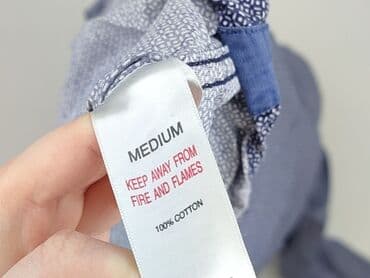 MEDIUM
KEEP AWAY FROM
FIRE AND FLAMES
100% COTTON